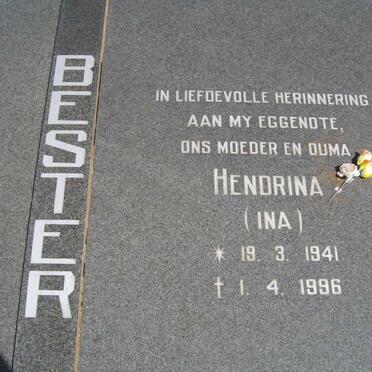 BESTER
IN LIEFDEVOLLE HERINNERING
AAN MY EGGENOTE,
ONS MOEDER EN OUMA
HENDRINA
(INA)
* 19. 3. 1941
† 1. 4. 1996